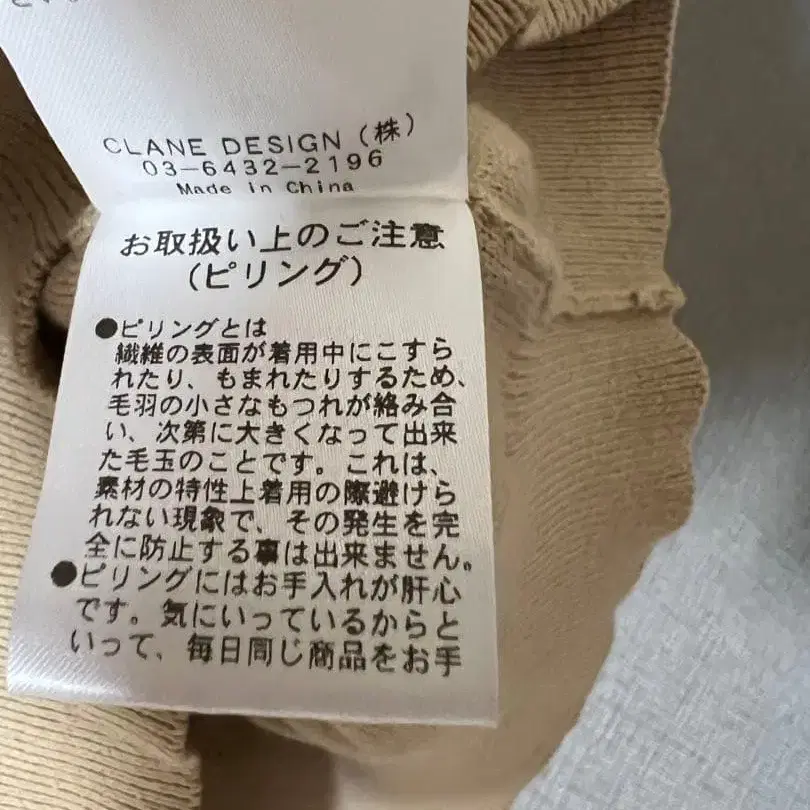 CLANE DESIGN（株）
03-6432-2196
Made in China
お取扱い上のご注意
（ピリング）
●ピリングとは
繊維の表面が着用中にこすら
れたり、もまれたりするため、
毛羽の小さなもつれが絡み合
い、次第に大きくなって出来
た毛玉のことです。これは、
素材の特性上着用の際避けら
れない現象で、その発生を完
全に防止する事は出来ません。
●ピリングにはお手入れが肝心
です。気にいっているからと
いって、毎日同じ商品をお手